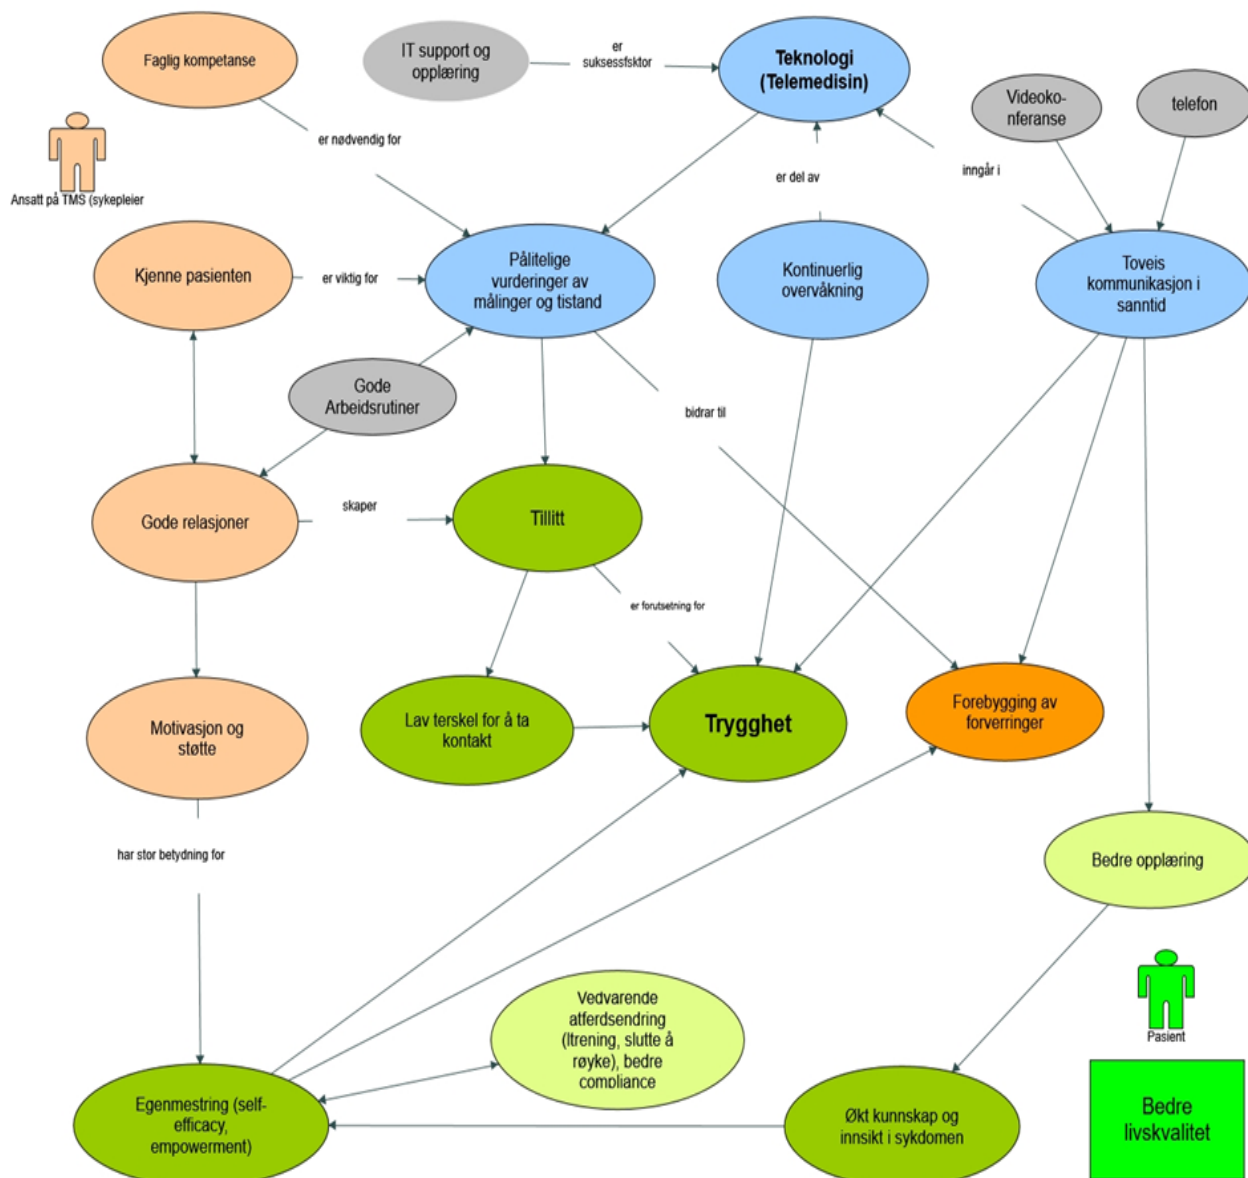 Faglig kompetanse
IT support og
opplæring
er
suksessfsktor
Teknologi
(Telemedisin)
Videoko-
nferanse
telefon
er nødvendig for
Ansatt på TMS (sykepleier
er del av
inngår i
Kjenne pasienten
er viktig for
Pålitelige
vurderinger av
målinger og tistand
Kontinuerlig
overvåkning
Toveis
kommunikasjon i
sanntid
Gode
Arbeidsrutiner
bidrar til
Gode relasjoner
skaper
Tillitt
er forutsetning for
Motivasjon og
støtte
Lav terskel for å ta
kontakt
Trygghet
Forebygging av
forverringer
har stor betydning for
Bedre opplæring
Vedvarende
atferdsendring
(ltrening, slutte å
røyke), bedre
compliance
Pasient
Egenmestring (self-
efficacy,
empowerment)
Økt kunnskap og
innsikt i sykdomen
Bedre
livskvalitet